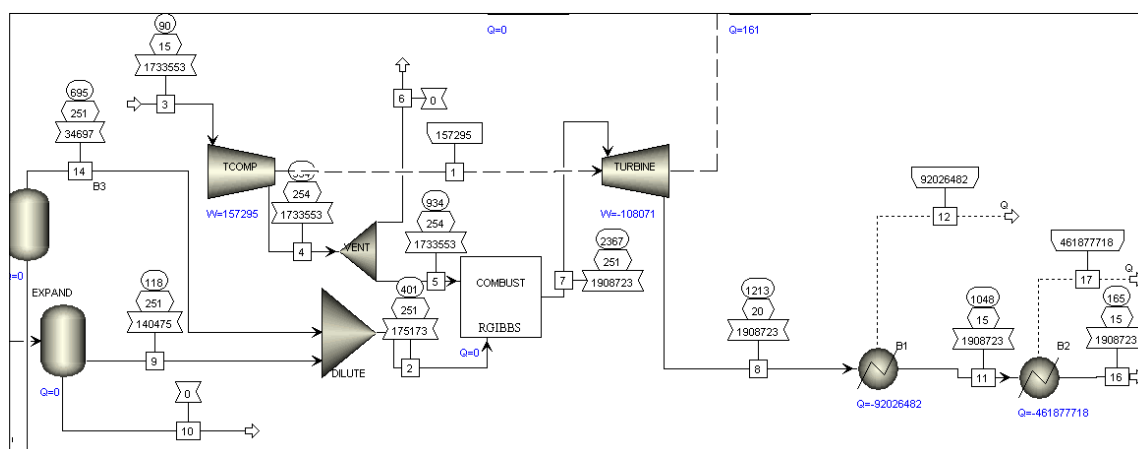 Q=0
Q=161
90
15
1733553
3
695
251
34697
14
B3
6
0
157295
1
TCOMP
W=157295
254
1733553
4
VENT
934
254
1733553
5
TURBINE
W=-108071
2367
251
1908723
7
COMBUST
RGIBBS
Q=0
92026482
12
Q
461877718
17
Q
EXPAND
Q=0
118
251
140475
9
401
251
175173
2
DILUTE
0
10
1213
20
1908723
8
B1
Q=-92026482
1048
15
1908723
11
B2
Q=-461877718
165
15
1908723
16